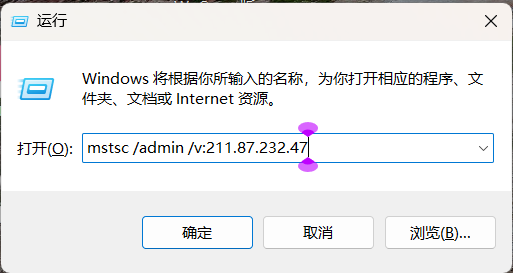 运行
Windows 将根据你所输入的名称，为你打开相应的程序、文
件夹、文档或 Internet 资源。
打开(O):
mstsc /admin /v:211.87.232.47
确定
取消
浏览(B)...